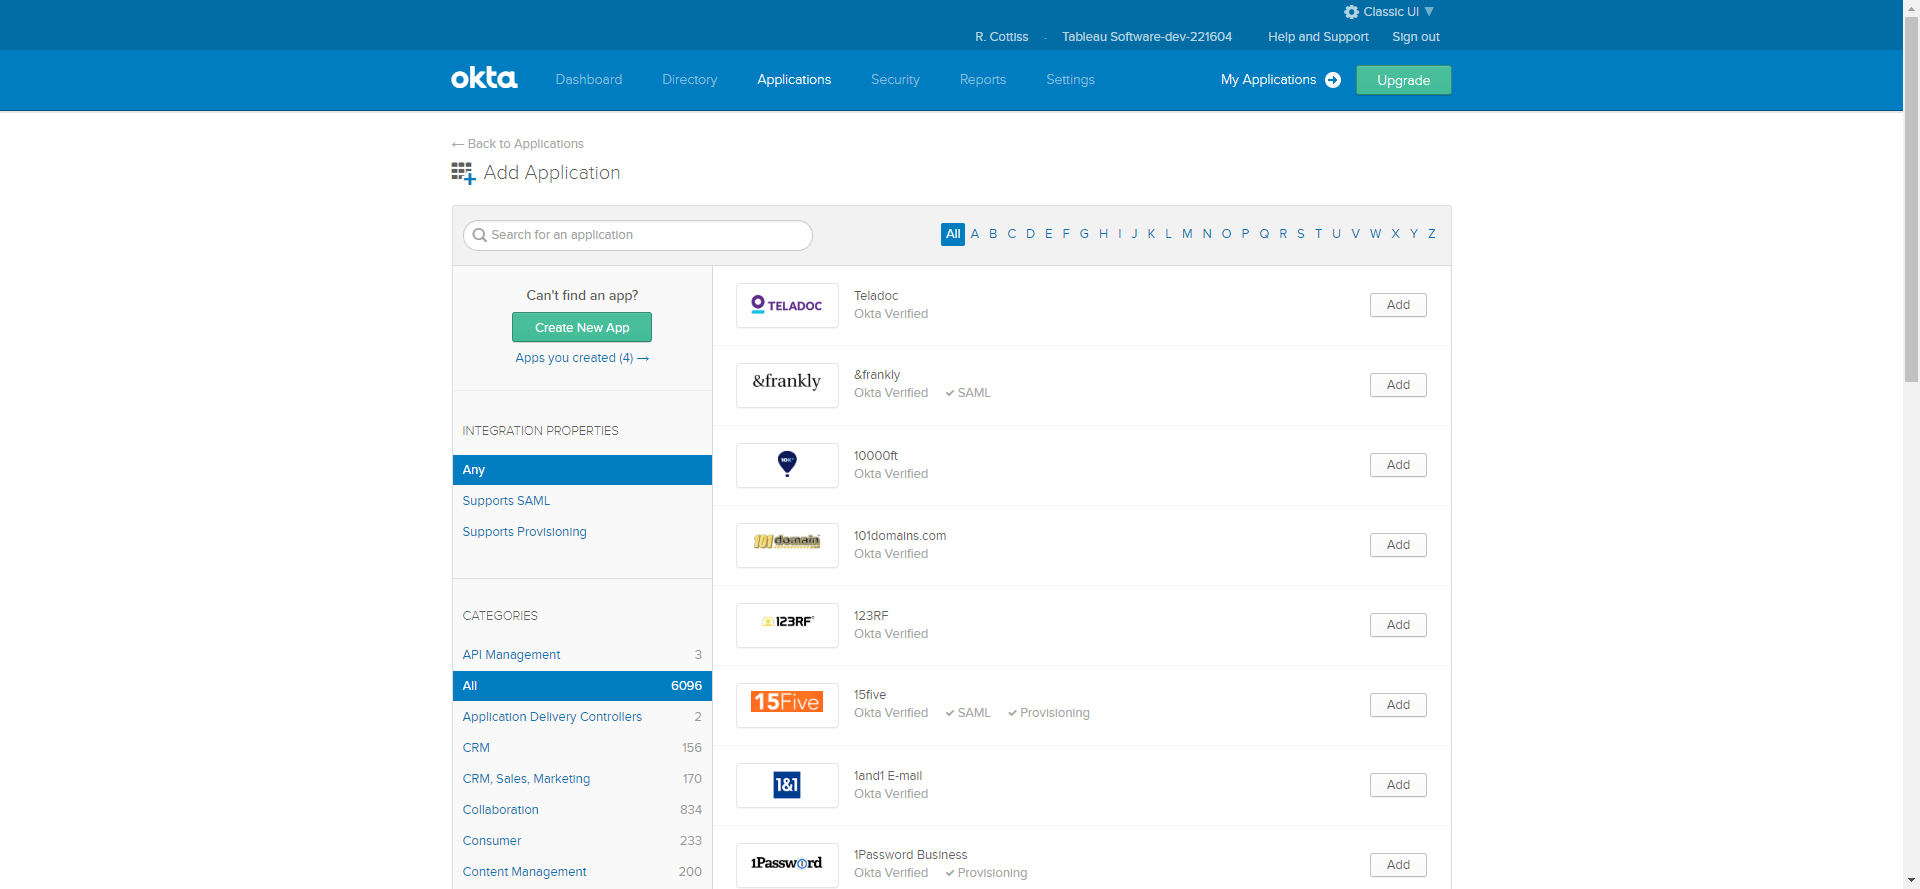 Classic UI
R. Cottiss · Tableau Software-dev-221604 Help and Support Sign out
okta Dashboard Directory Applications Security Reports Settings My Applications Upgrade
← Back to Applications
Add Application
Search for an application
All A B C D E F G H I J K L M N O P Q R S T U V W X Y Z
Can't find an app?
Create New App
Apps you created (4) →
INTEGRATION PROPERTIES
Any
Supports SAML
Supports Provisioning
CATEGORIES
API Management 3
All 6096
Application Delivery Controllers 2
CRM 156
CRM, Sales, Marketing 170
Collaboration 834
Consumer 233
Content Management 200
TELADOC
Teladoc
Okta Verified
Add
&frankly
&frankly
Okta Verified SAML
Add
10000ft
Okta Verified
Add
101domain
101domains.com
Okta Verified
Add
123RF
123RF
Okta Verified
Add
15Five
15five
Okta Verified SAML Provisioning
Add
1&1
1and1 E-mail
Okta Verified
Add
1Password
1Password Business
Okta Verified Provisioning
Add